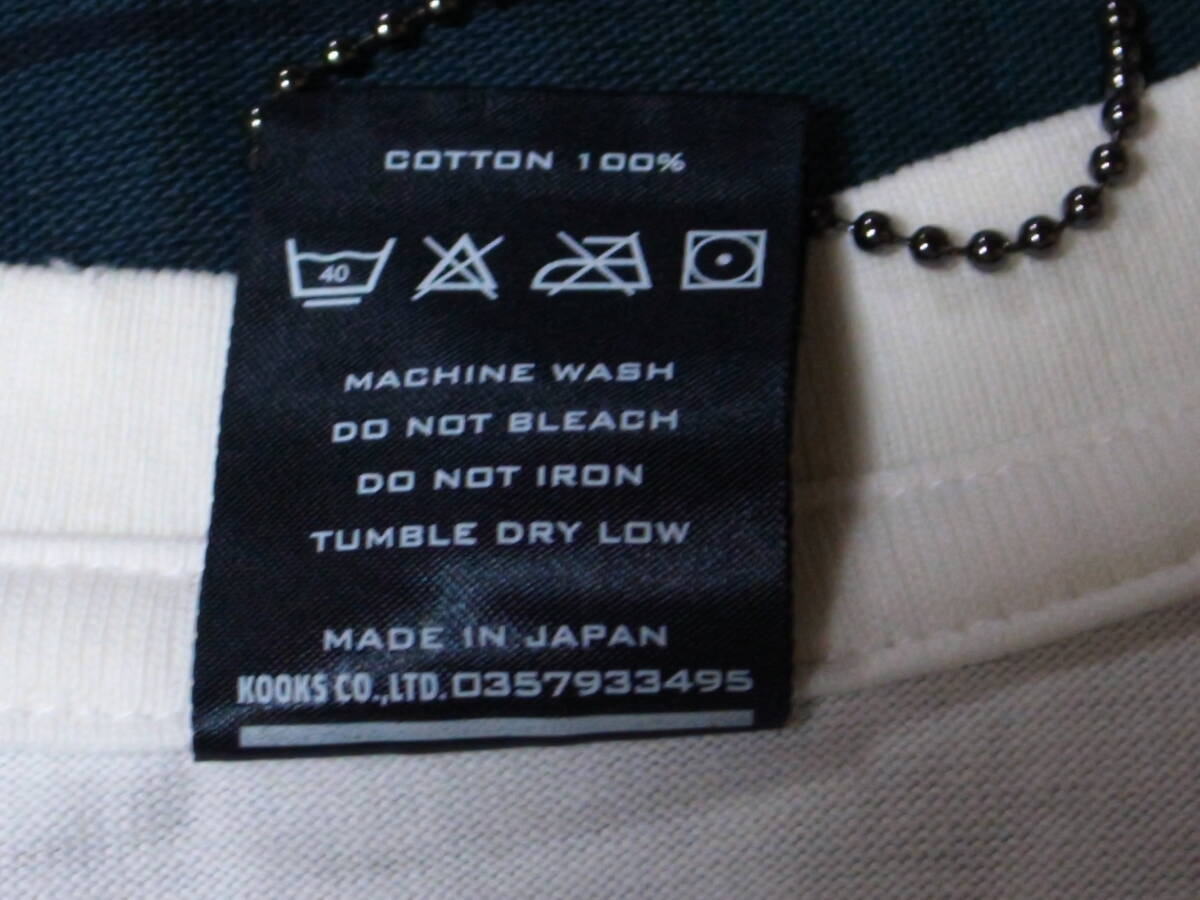 COTTON 100%
40
MACHINE WASH
DO NOT BLEACH
DO NOT IRON
TUMBLE DRY LOW
MADE IN JAPAN
KOOKS CO.,LTD.0357933495